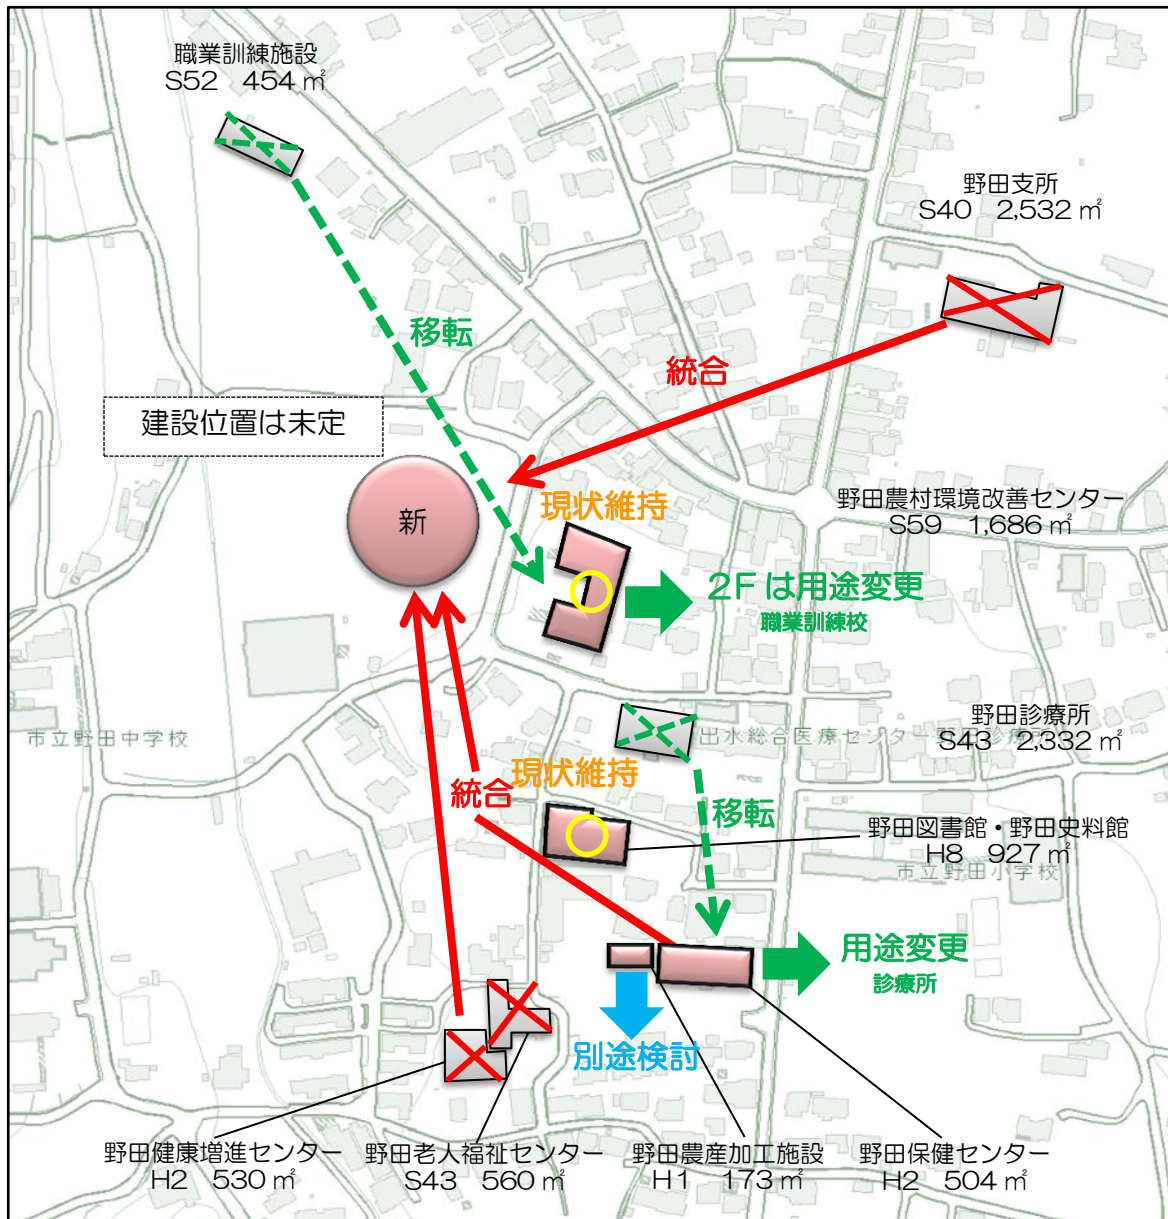 職業訓練施設
S52 454㎡
野田支所
S40 2,532㎡
移転
統合
建設位置は未定
新
現状維持
野田農村環境改善センター
S59 1,686㎡
2Fは用途変更
職業訓練校
市立野田中学校
野田診療所
S43 2,332㎡
出水総合医療センター
現状維持
統合
移転
野田図書館・野田史料館
H8 927㎡
市立野田小学校
用途変更
診療所
別途検討
野田健康増進センター
H2 530㎡
野田老人福祉センター
S43 560㎡
野田農産加工施設
H1 173㎡
野田保健センター
H2 504㎡